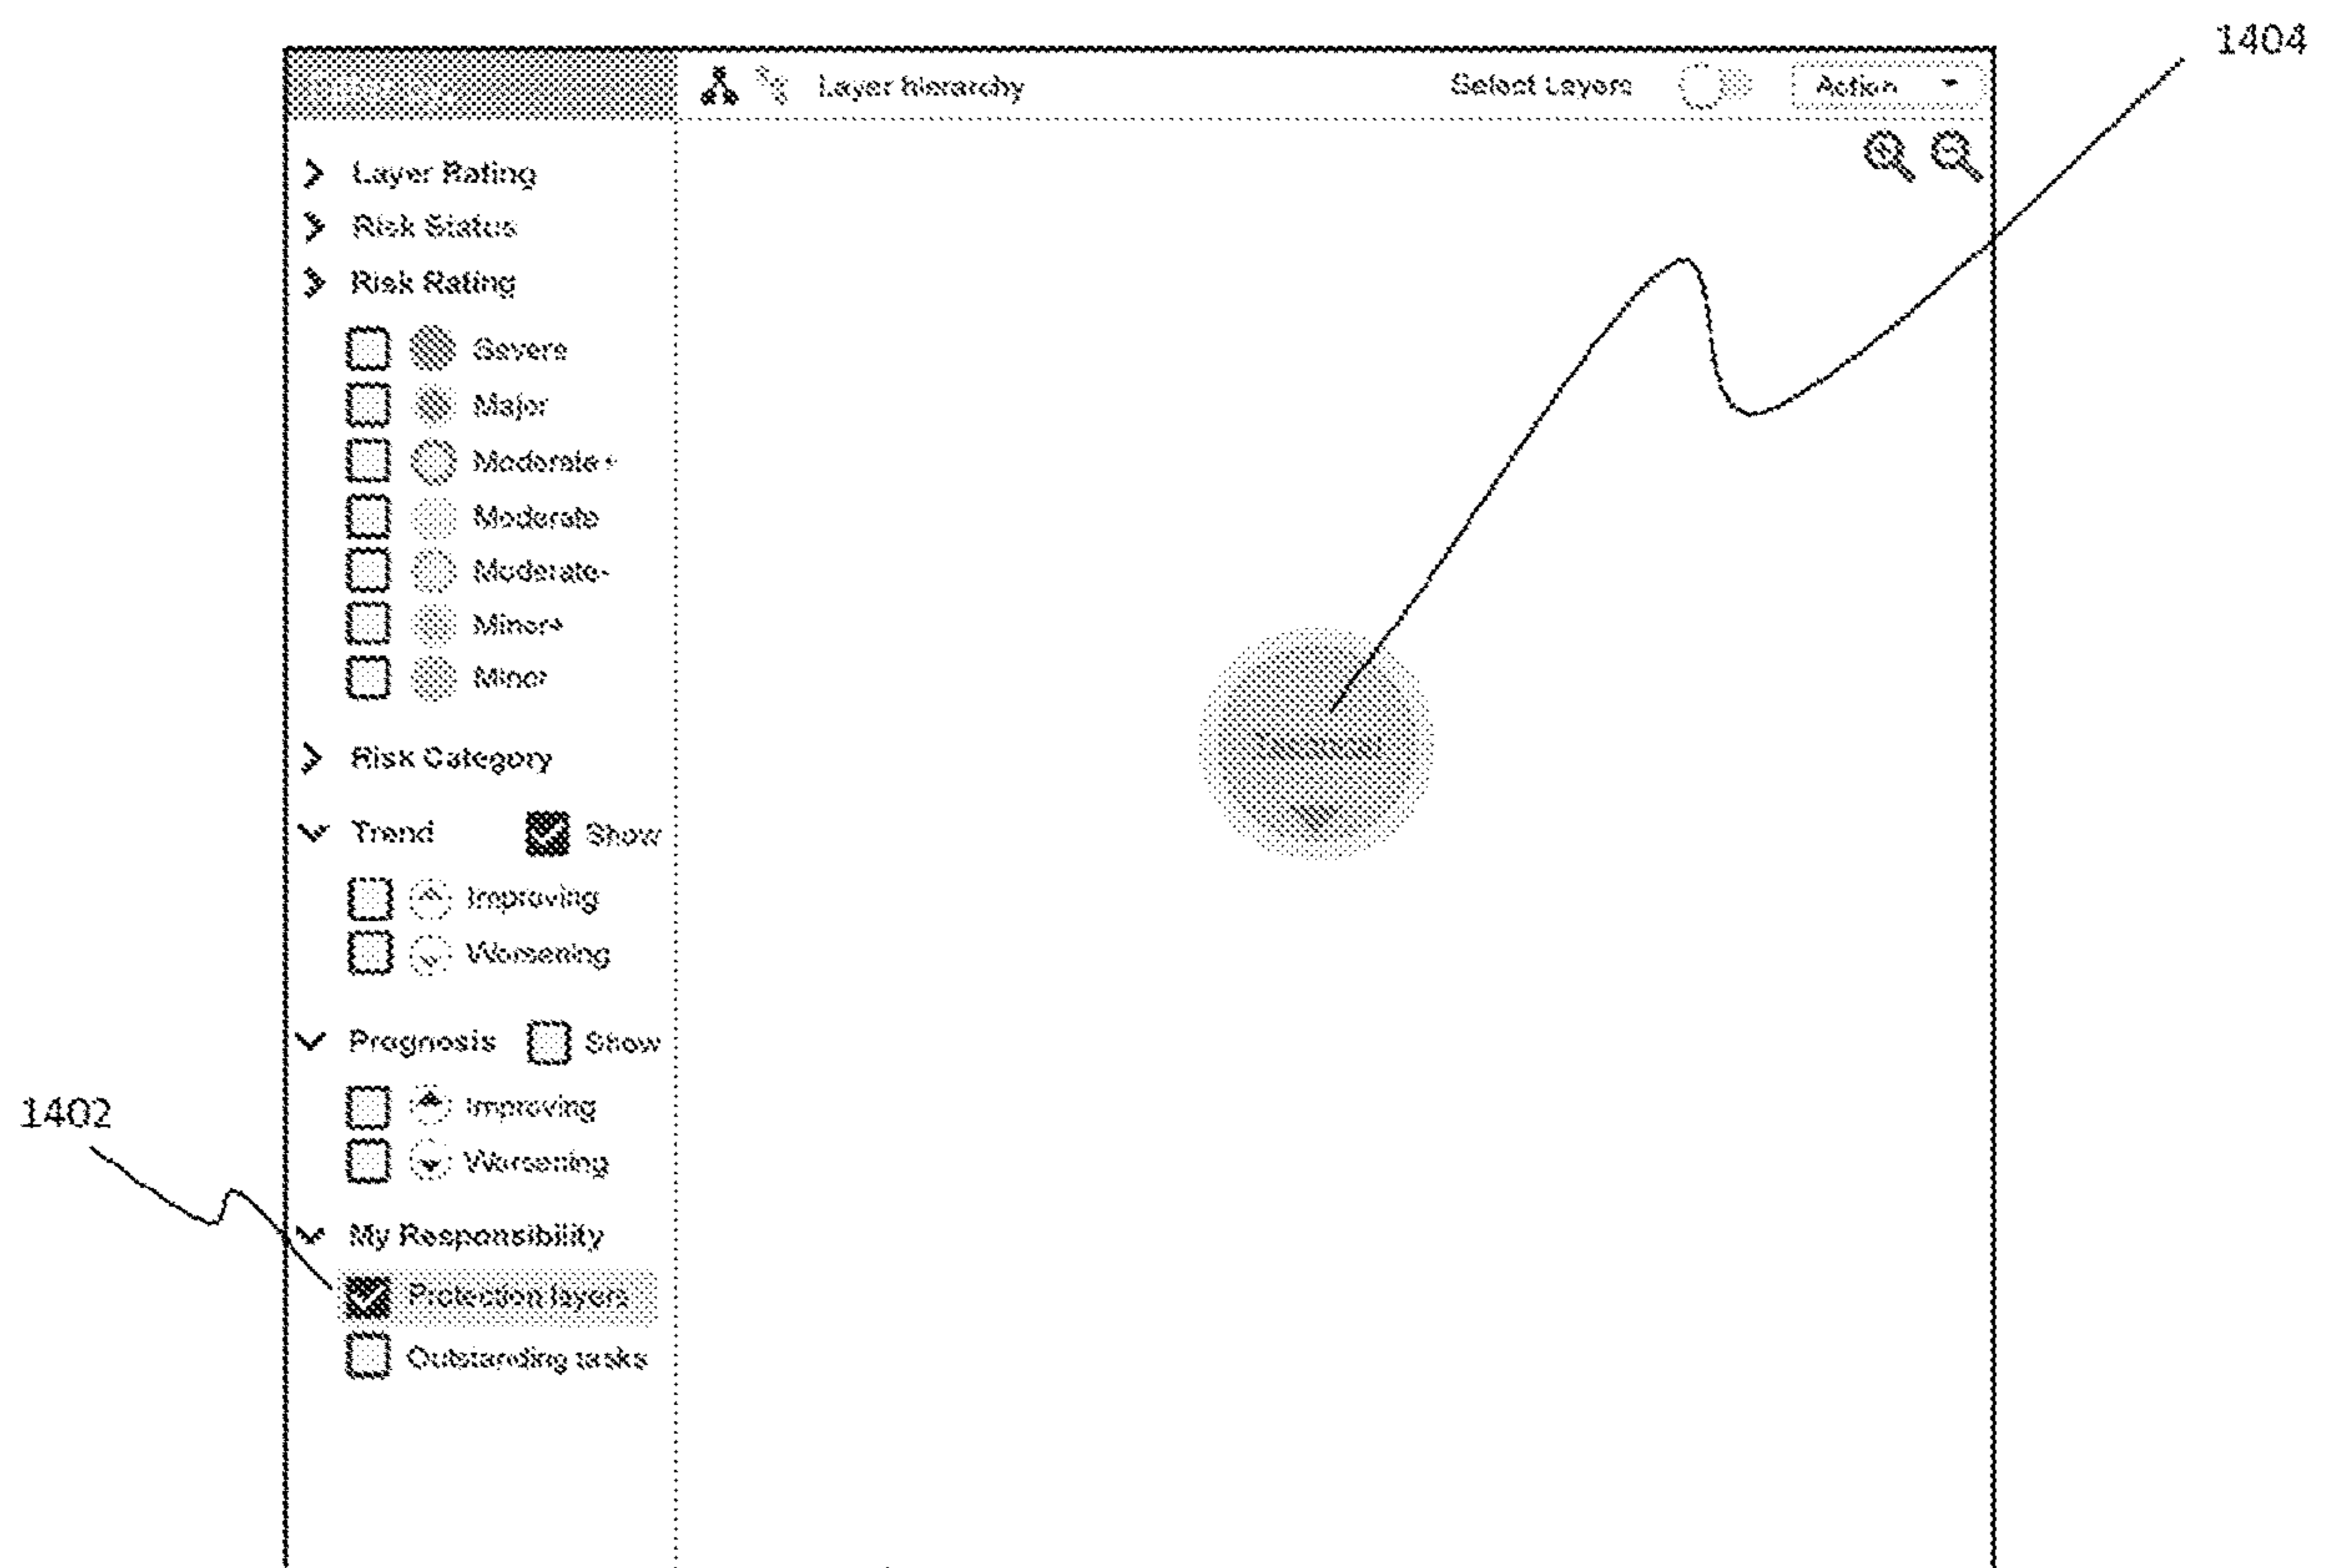 1404
Layer hierarchy
Select Layers
Action
Layer Rating
Risk Status
Risk Rating
Severe
Major
Moderate+
Moderate
Moderate-
Minor+
Minor
Risk Category
Trend
Show
Improving
Worsening
Prognosis
Show
Improving
Worsening
1402
My Responsibility
Protection layers
Outstanding tasks